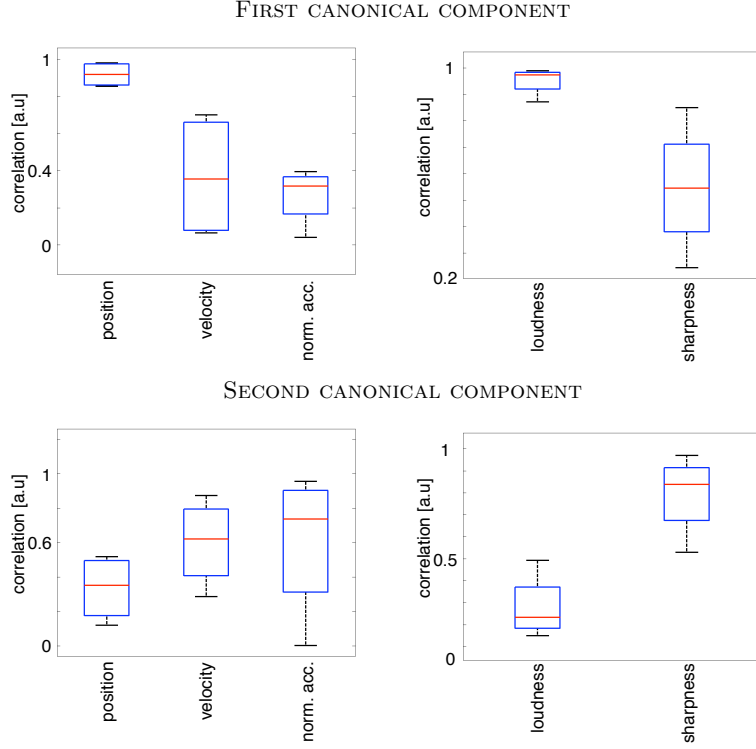 FIRST CANONICAL COMPONENT
correlation [a.u]
1
0.4
0
position
velocity
norm. acc.
correlation [a.u]
1
0.2
loudness
sharpness
SECOND CANONICAL COMPONENT
correlation [a.u]
1
0.6
0
position
velocity
norm. acc.
correlation [a.u]
1
0.5
0
loudness
sharpness